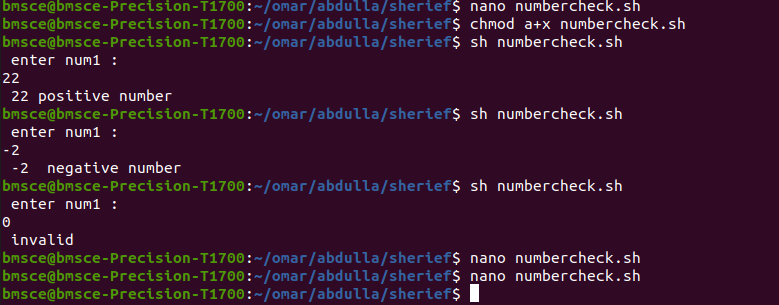 bmsce@bmsce-Precision-T1700:~/omar/abdulla/sherief$ nano numbercheck.sh
bmsce@bmsce-Precision-T1700:~/omar/abdulla/sherief$ chmod a+x numbercheck.sh
bmsce@bmsce-Precision-T1700:~/omar/abdulla/sherief$ sh numbercheck.sh
 enter num1 :
22
 22 positive number
bmsce@bmsce-Precision-T1700:~/omar/abdulla/sherief$ sh numbercheck.sh
 enter num1 :
-2
 -2  negative number
bmsce@bmsce-Precision-T1700:~/omar/abdulla/sherief$ sh numbercheck.sh
 enter num1 :
0
 invalid
bmsce@bmsce-Precision-T1700:~/omar/abdulla/sherief$ nano numbercheck.sh
bmsce@bmsce-Precision-T1700:~/omar/abdulla/sherief$ nano numbercheck.sh
bmsce@bmsce-Precision-T1700:~/omar/abdulla/sherief$